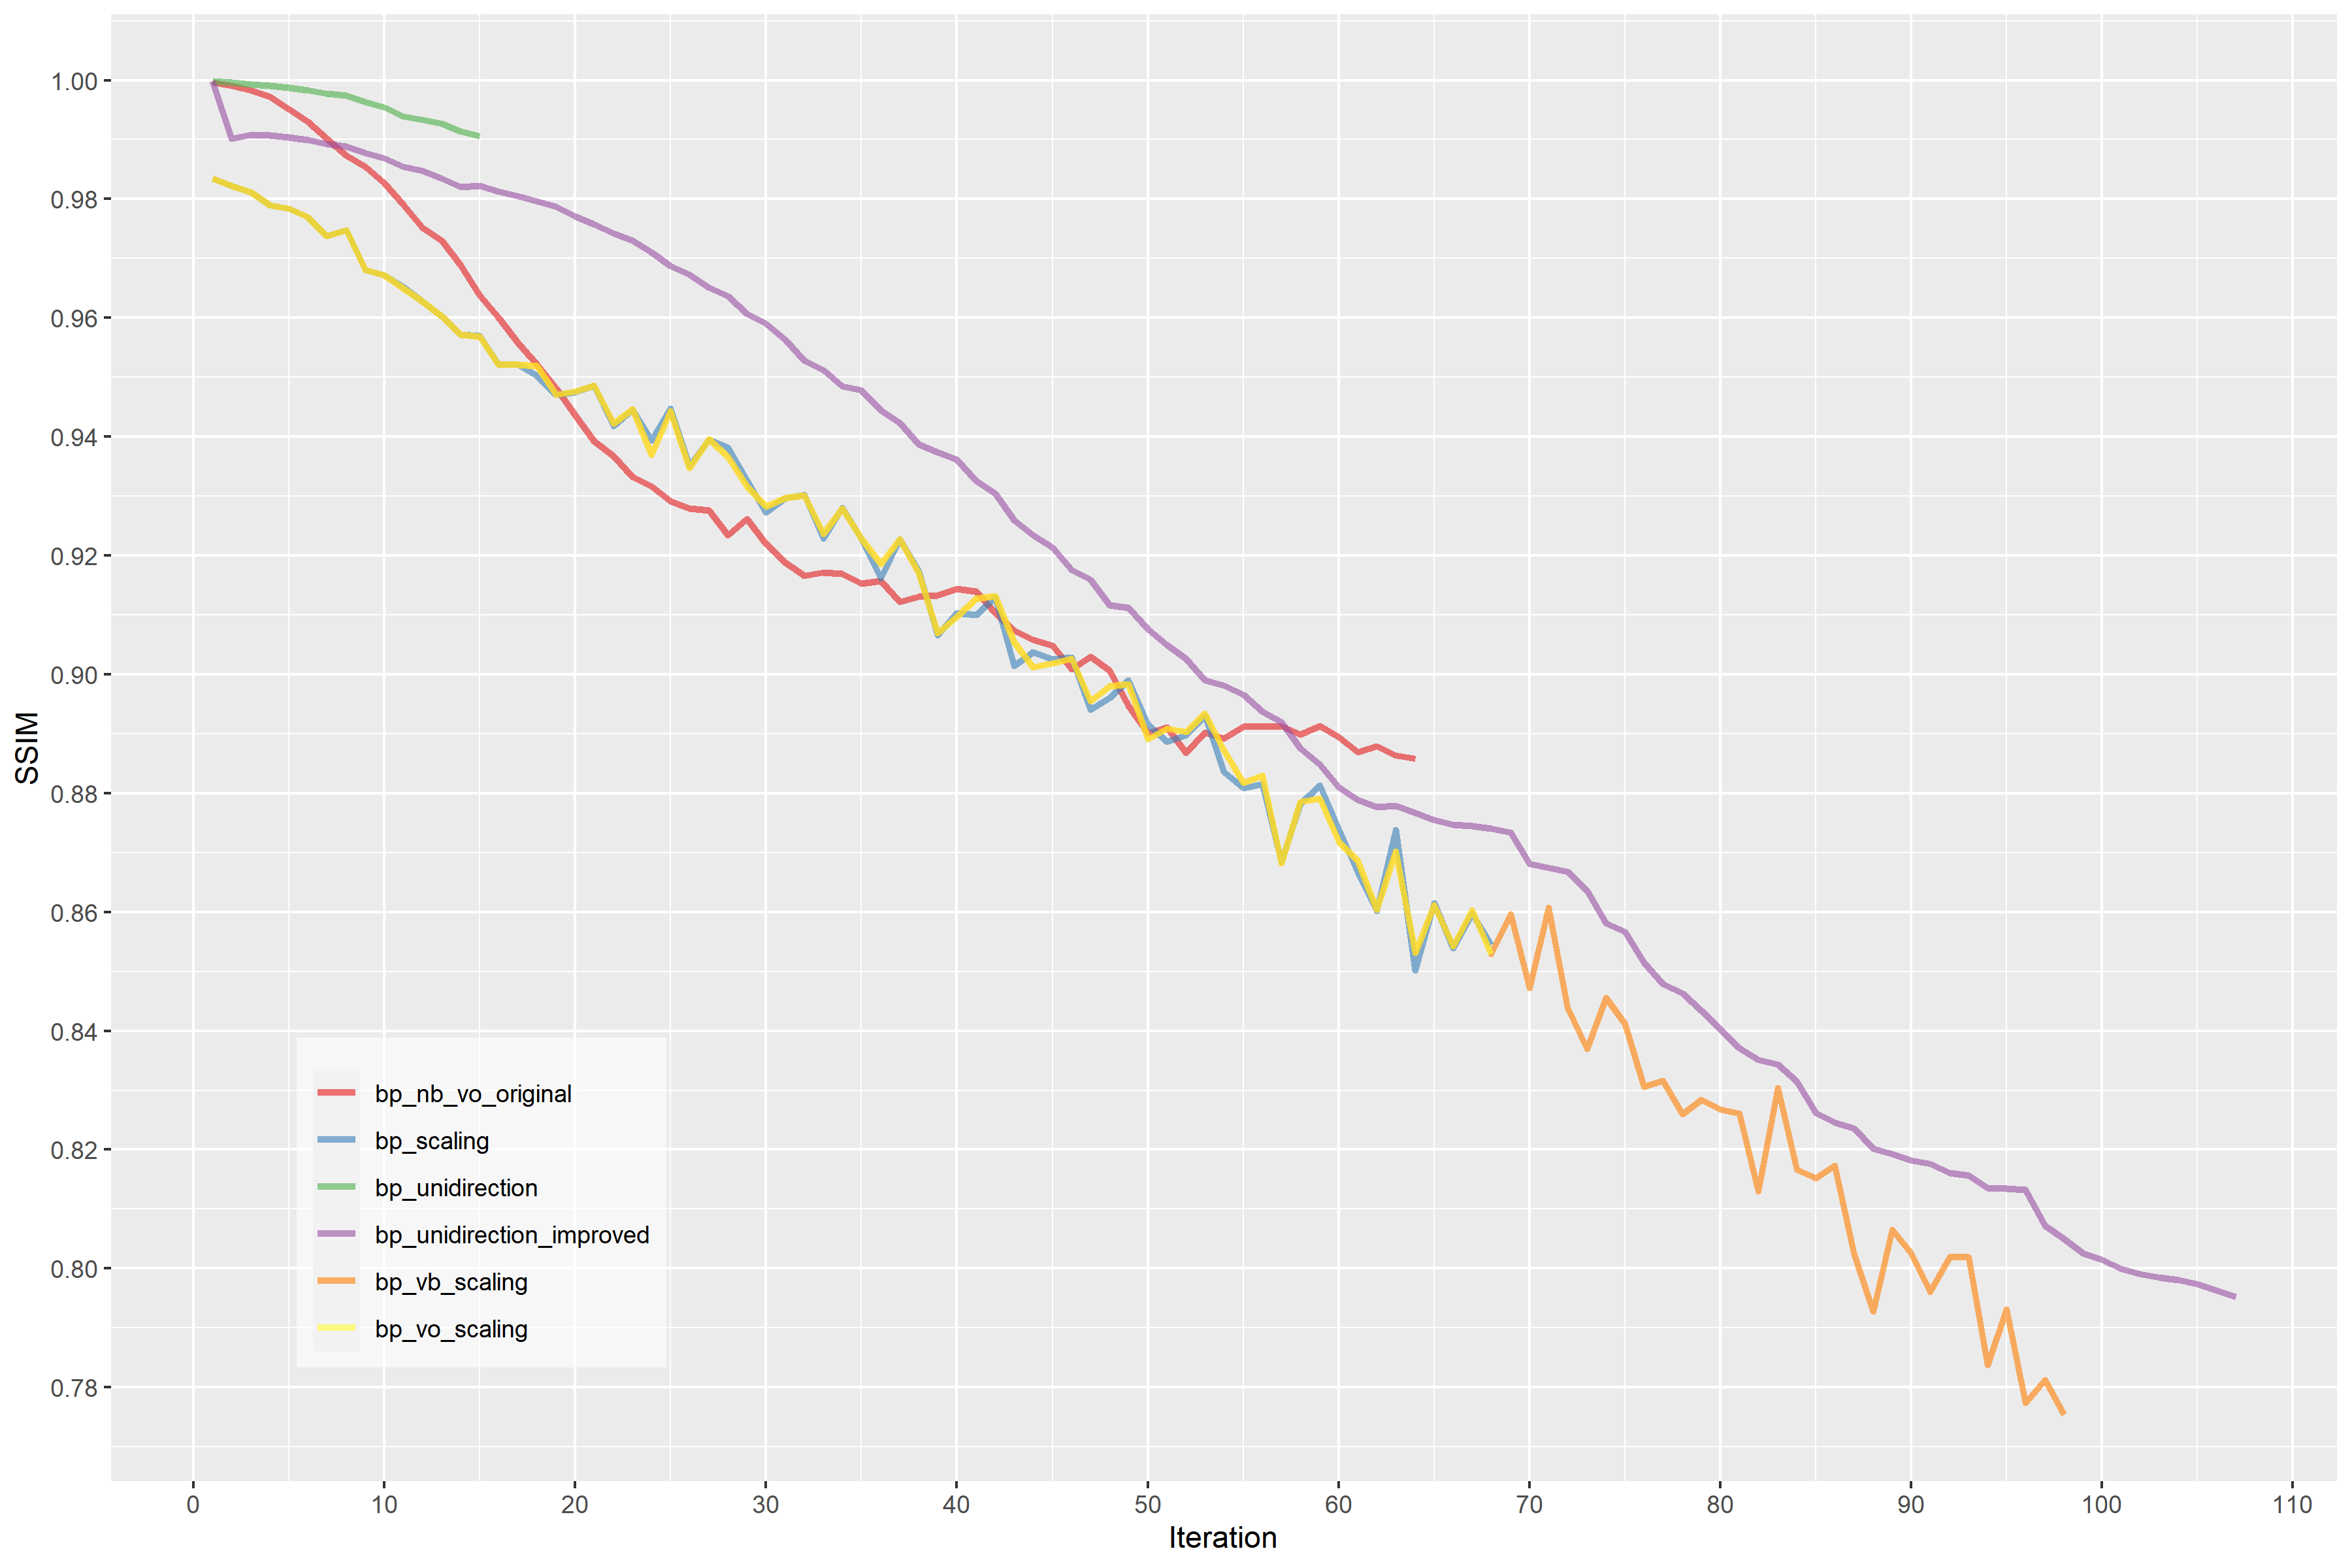 SSIM
1.00
0.98
0.96
0.94
0.92
0.90
0.88
0.86
0.84
0.82
0.80
0.78
bp_nb_vo_original
bp_scaling
bp_unidirection
bp_unidirection_improved
bp_vb_scaling
bp_vo_scaling
0 10 20 30 40 50 60 70 80 90 100 110
Iteration